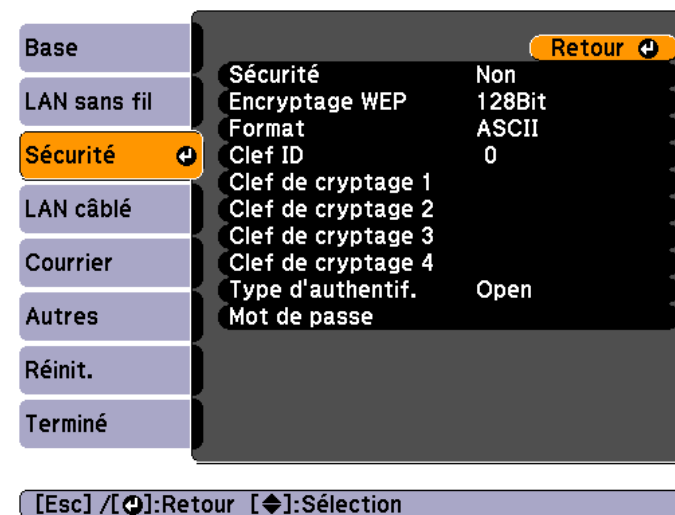 Base
LAN sans fil
Sécurité
LAN câblé
Courrier
Autres
Réinit.
Terminé
Retour
Sécurité Non
Encryptage WEP 128Bit
Format ASCII
Clef ID 0
Clef de cryptage 1
Clef de cryptage 2
Clef de cryptage 3
Clef de cryptage 4
Type d'authentif. Open
Mot de passe
[Esc] /[⏎]:Retour [◆]:Sélection